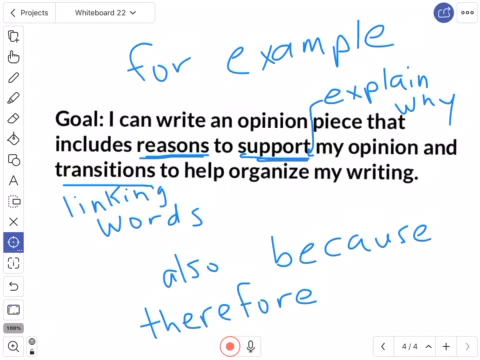 Projects
Whiteboard 22
for example
explain
why
Goal: I can write an opinion piece that
includes reasons to support my opinion and
transitions to help organize my writing.
linking
words
also because
therefore
100%
4/4